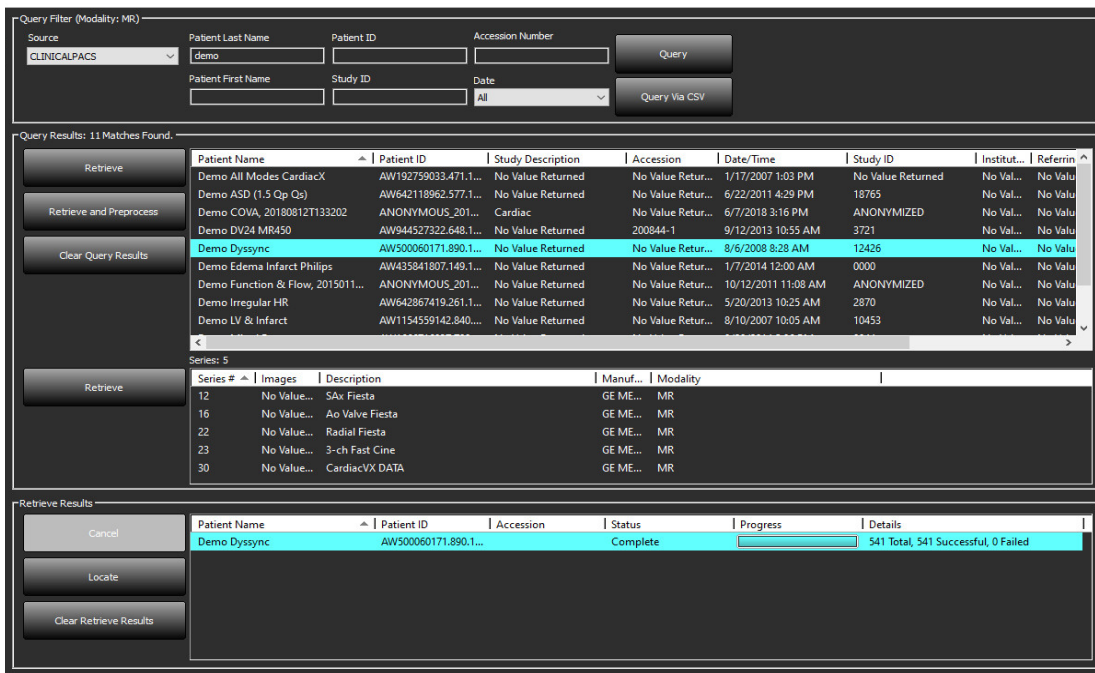 Query Filter (Modality: MR)
Source Patient Last Name Patient ID Accession Number
CLINICALPACS demo Query
Patient First Name Study ID Date
All Query Via CSV
Query Results: 11 Matches Found.
Retrieve
Retrieve and Preprocess
Clear Query Results
Patient Name Patient ID Study Description Accession Date/Time Study ID Institut... Referrin
Demo All Modes CardiacX AW192759033.471.1... No Value Returned No Value Retur... 1/17/2007 1:03 PM No Value Returned No Val... No Valu
Demo ASD (1.5 Qp Qs) AW642118962.577.1... No Value Returned No Value Retur... 6/22/2011 4:29 PM 18765 No Val... No Valu
Demo COVA, 20180812T133202 ANONYMOUS_201... Cardiac No Value Retur... 6/7/2018 3:16 PM ANONYMIZED No Val... No Valu
Demo DV24 MR450 AW944527322.648.1... No Value Returned 200844-1 9/12/2013 10:55 AM 3721 No Val... No Valu
Demo Dyssync AW500060171.890.1... No Value Returned No Value Retur... 8/6/2008 8:28 AM 12426 No Val... No Valu
Demo Edema Infarct Philips AW435841807.149.1... No Value Returned No Value Retur... 1/7/2014 12:00 AM 0000 No Val... No Valu
Demo Function & Flow, 2015011... ANONYMOUS_201... No Value Returned No Value Retur... 10/12/2011 11:08 AM ANONYMIZED No Val... No Valu
Demo Irregular HR AW642867419.261.1... No Value Returned No Value Retur... 5/20/2013 10:25 AM 2870 No Val... No Valu
Demo LV & Infarct AW1154559142.840.... No Value Returned No Value Retur... 8/10/2007 10:05 AM 10453 No Val... No Valu
Series: 5
Retrieve
Series # Images Description Manuf... Modality
12 No Value... SAx Fiesta GE ME... MR
16 No Value... Ao Valve Fiesta GE ME... MR
22 No Value... Radial Fiesta GE ME... MR
23 No Value... 3-ch Fast Cine GE ME... MR
30 No Value... CardiacVX DATA GE ME... MR
Retrieve Results
Cancel
Locate
Clear Retrieve Results
Patient Name Patient ID Accession Status Progress Details
Demo Dyssync AW500060171.890.1... Complete 541 Total, 541 Successful, 0 Failed